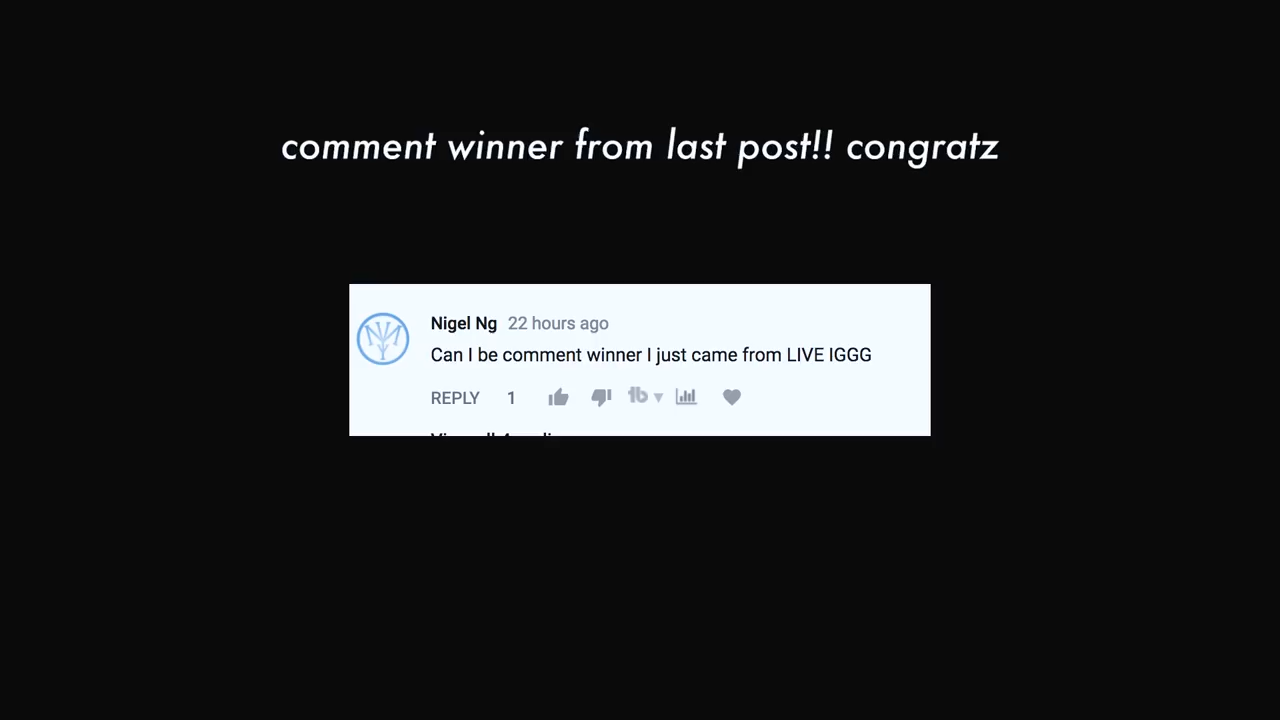 comment winner from last post!! congratz
Nigel Ng 22 hours ago
Can I be comment winner I just came from LIVE IGGG
REPLY 1